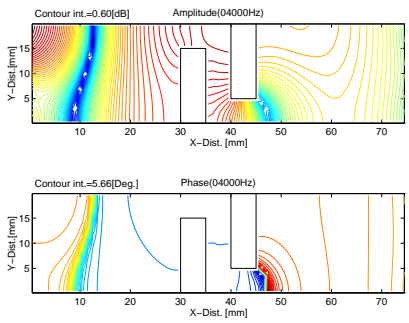 Contour int.=0.60[dB] Amplitude(04000Hz)
Y-Dist. [mm]
15
10
5
10 20 30 40 50 60 70
X-Dist. [mm]
Contour int.=5.66[Deg.] Phase(04000Hz)
Y-Dist.[mm]
15
10
5
10 20 30 40 50 60 70
X-Dist. [mm]